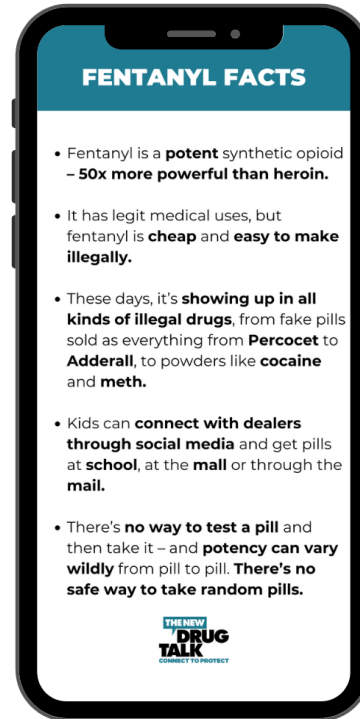 FENTANYL FACTS
• Fentanyl is a potent synthetic opioid
– 50x more powerful than heroin.
• It has legit medical uses, but
fentanyl is cheap and easy to make
illegally.
• These days, it's showing up in all
kinds of illegal drugs, from fake pills
sold as everything from Percocet to
Adderall, to powders like cocaine
and meth.
• Kids can connect with dealers
through social media and get pills
at school, at the mall or through the
mail.
• There's no way to test a pill and
then take it – and potency can vary
wildly from pill to pill. There's no
safe way to take random pills.
THE NEW
DRUG
TALK
CONNECT TO PROTECT